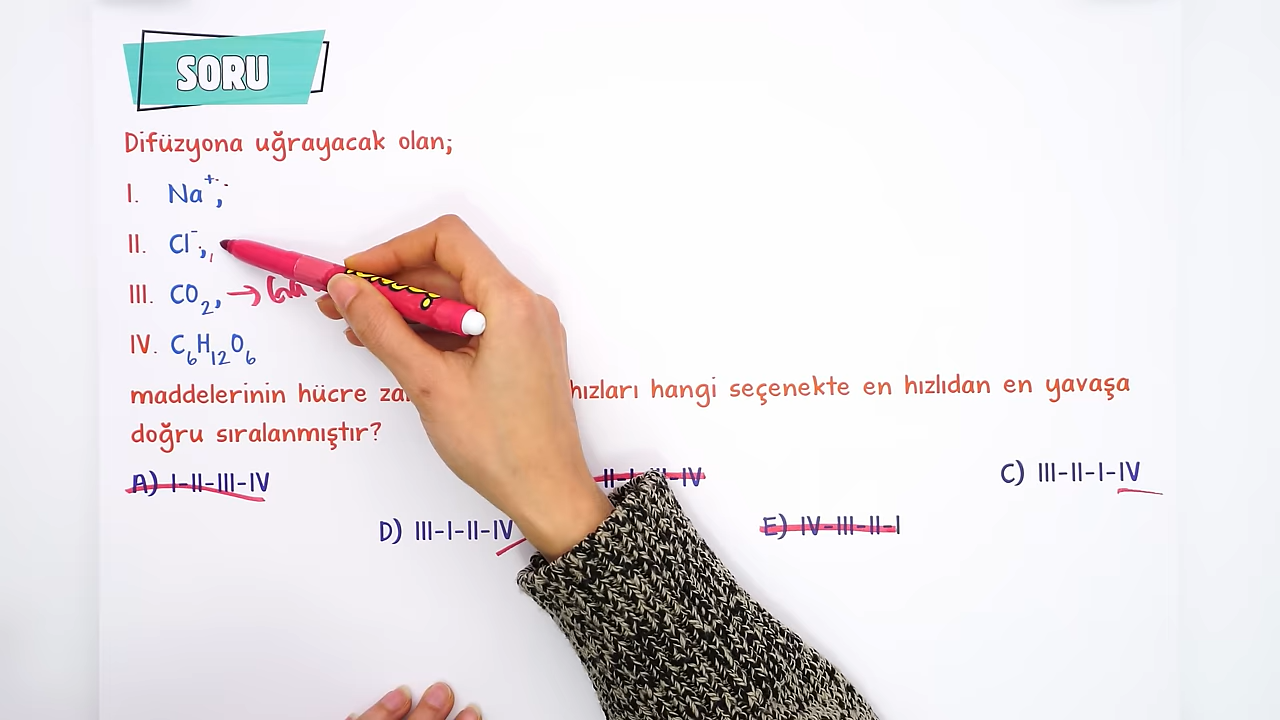 SORU
Difüzyona uğrayacak olan;
I. Na⁺,
II. Cl⁻,
III. CO₂, →
IV. C₆H₁₂O₆
maddelerinin hücre hızları hangi seçenekte en hızlıdan en yavaşa
doğru sıralanmıştır?
A) I-II-III-IV
C) III-II-I-IV
D) III-I-II-IV
E) IV-III-II-I